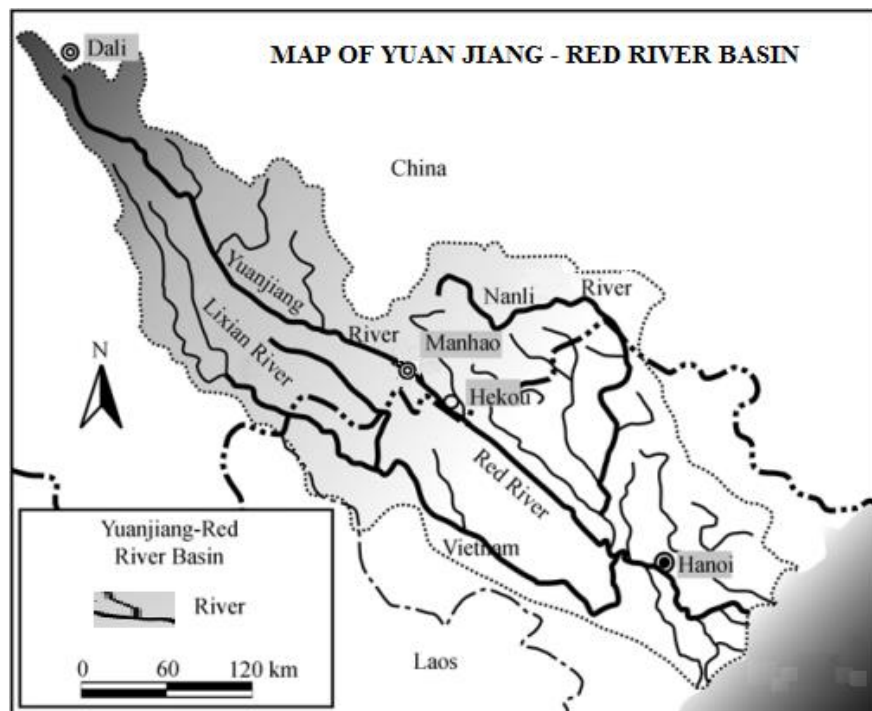 MAP OF YUAN JIANG - RED RIVER BASIN
Dali
China
Yuanjiang
River
Nanli
River
Lixian River
Manhao
Hekou
N
Red River
Vietnam
Hanoi
Laos
Yuanjiang-Red
River Basin
River
0 60 120 km